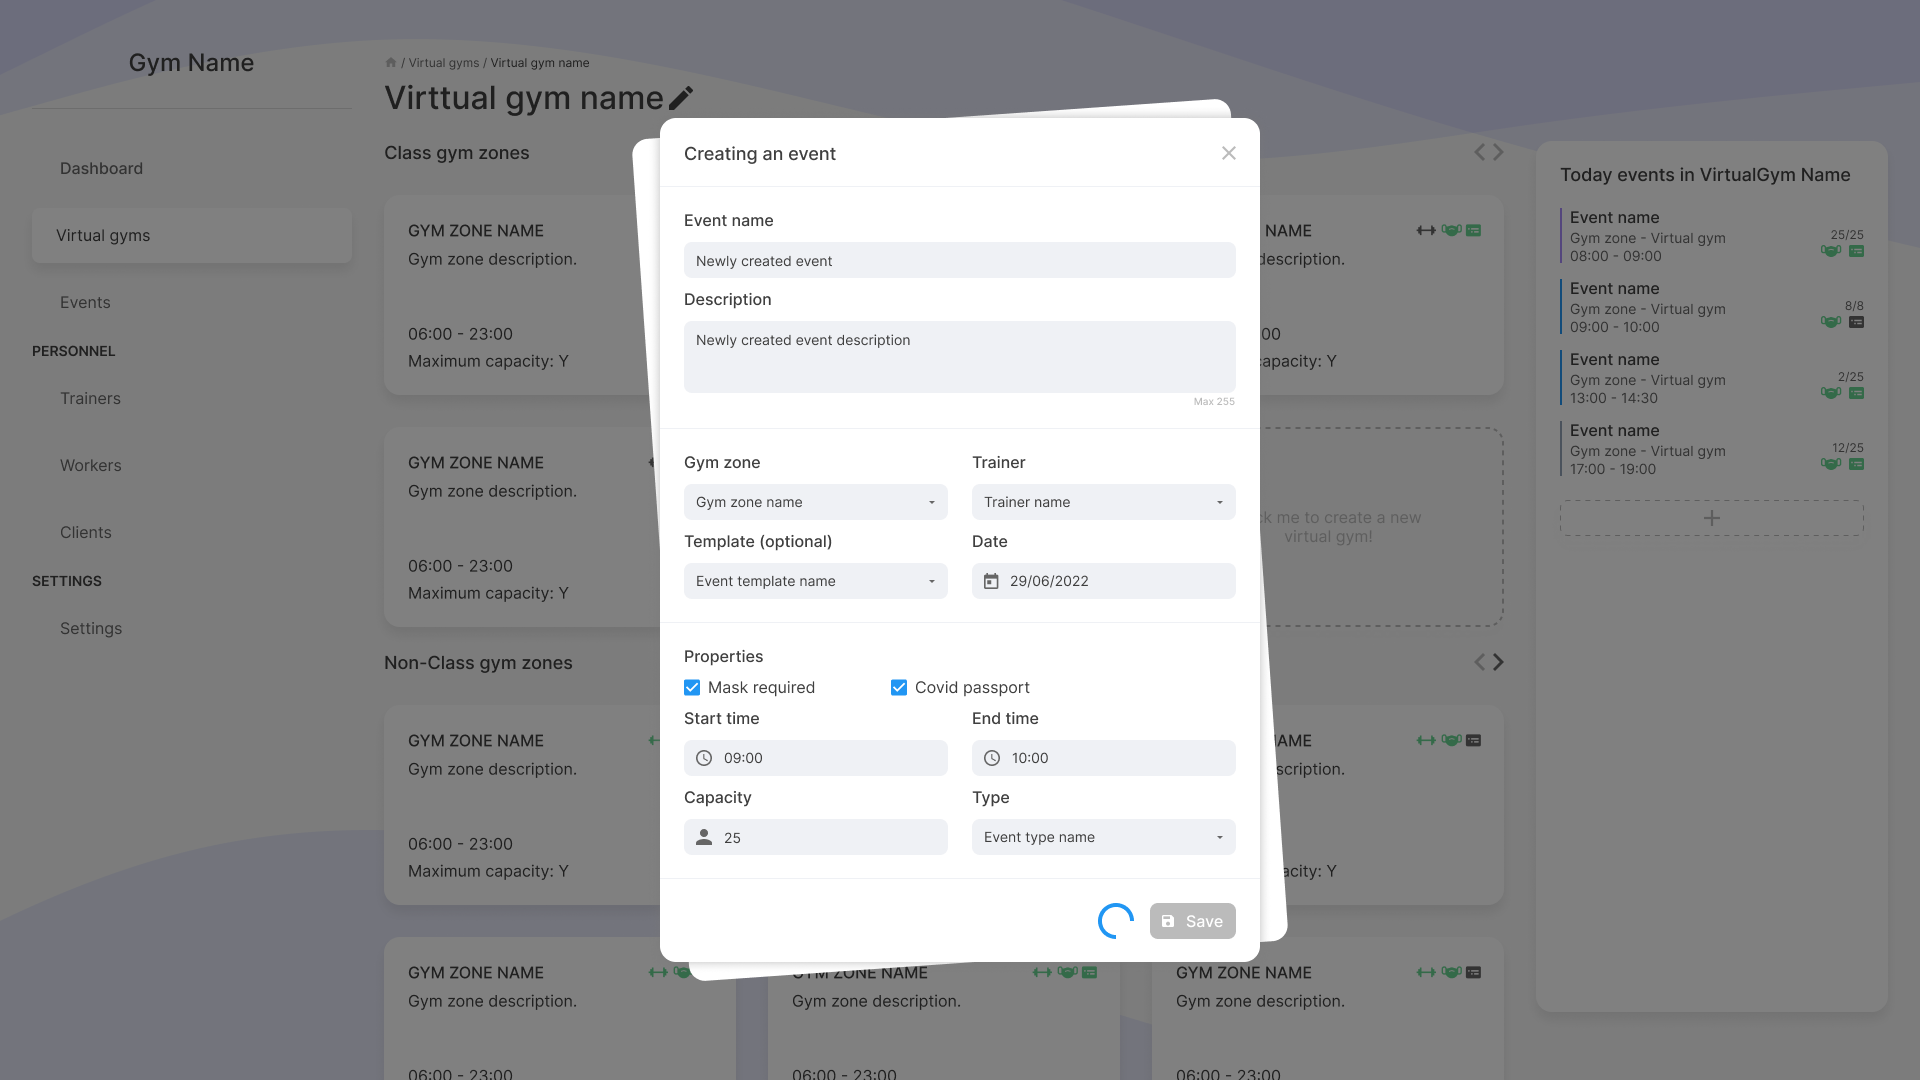 Gym Name
Dashboard
Virtual gyms
Events
PERSONNEL
Trainers
Workers
Clients
SETTINGS
Settings
/ Virtual gyms / Virtual gym name
Virttual gym name
Class gym zones
GYM ZONE NAME
Gym zone description.
06:00 - 23:00
Maximum capacity: Y
NAME
description.
:00
capacity: Y
GYM ZONE NAME
Gym zone description.
06:00 - 23:00
Maximum capacity: Y
ck me to create a new
virtual gym!
Non-Class gym zones
GYM ZONE NAME
Gym zone description.
06:00 - 23:00
Maximum capacity: Y
NAME
scription.
acity: Y
GYM ZONE NAME
Gym zone description.
06:00 - 23:00
GYM ZONE NAME
Gym zone description.
06:00 - 23:00
GYM ZONE NAME
Gym zone description.
06:00 - 23:00
Creating an event
Event name
Newly created event
Description
Newly created event description
Max 255
Gym zone
Trainer
Gym zone name
Trainer name
Template (optional)
Date
Event template name
29/06/2022
Properties
Mask required
Covid passport
Start time
End time
09:00
10:00
Capacity
Type
25
Event type name
Save
Today events in VirtualGym Name
Event name
Gym zone - Virtual gym
25/25
08:00 - 09:00
Event name
Gym zone - Virtual gym
8/8
09:00 - 10:00
Event name
Gym zone - Virtual gym
2/25
13:00 - 14:30
Event name
Gym zone - Virtual gym
12/25
17:00 - 19:00